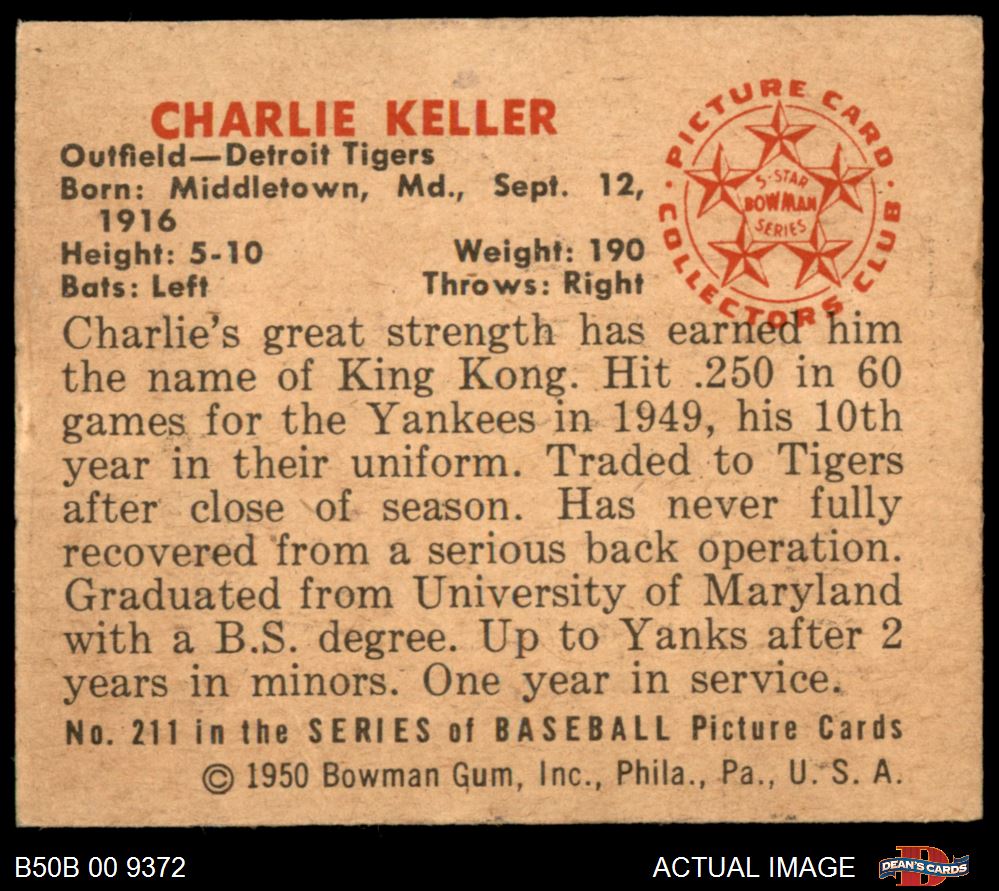 CHARLIE KELLER
Outfield—Detroit Tigers
Born: Middletown, Md., Sept. 12,
1916
Height: 5-10 Weight: 190
Bats: Left Throws: Right
PICTURE CARD
COLLECTORS CLUB
5-STAR
BOWMAN
SERIES
Charlie's great strength has earned him
the name of King Kong. Hit .250 in 60
games for the Yankees in 1949, his 10th
year in their uniform. Traded to Tigers
after close of season. Has never fully
recovered from a serious back operation.
Graduated from University of Maryland
with a B.S. degree. Up to Yanks after 2
years in minors. One year in service.
No. 211 in the SERIES of BASEBALL Picture Cards
© 1950 Bowman Gum, Inc., Phila., Pa., U. S. A.
B50B 00 9372 ACTUAL IMAGE
D
DEAN'S CARDS